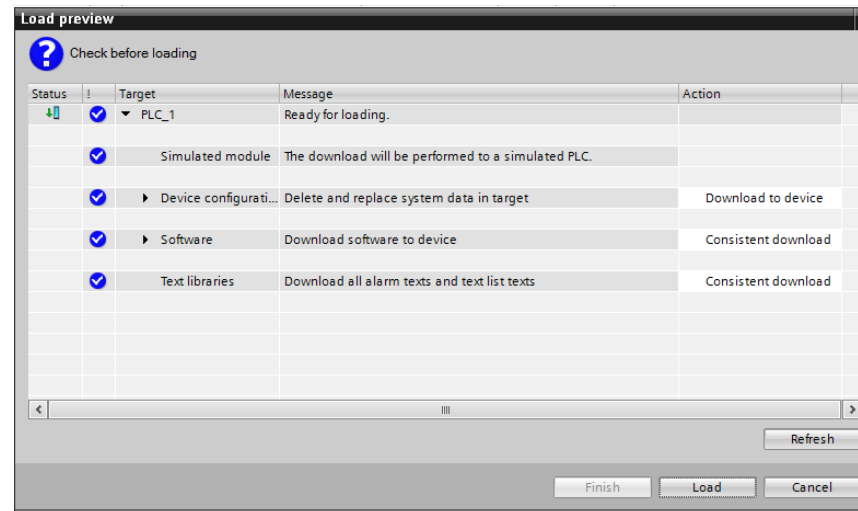 Load preview
Check before loading
Status ! Target Message Action
PLC_1 Ready for loading.
Simulated module The download will be performed to a simulated PLC.
Device configurati... Delete and replace system data in target Download to device
Software Download software to device Consistent download
Text libraries Download all alarm texts and text list texts Consistent download
Refresh
Finish Load Cancel